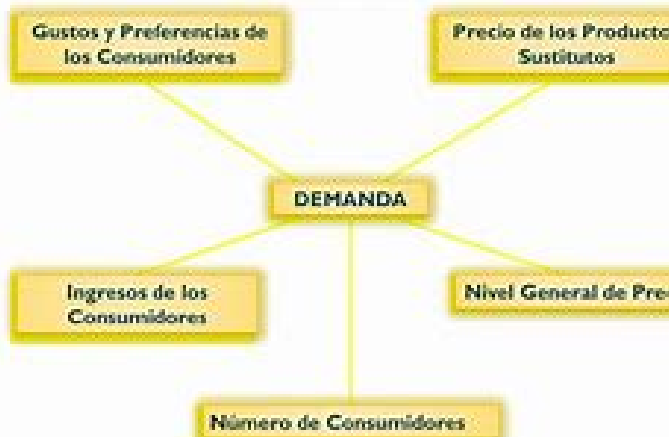 Gustos y Preferencias de
los Consumidores
Precio de los Producto
Sustitutos
DEMANDA
Ingresos de los
Consumidores
Nivel General de Pre
Número de Consumidores